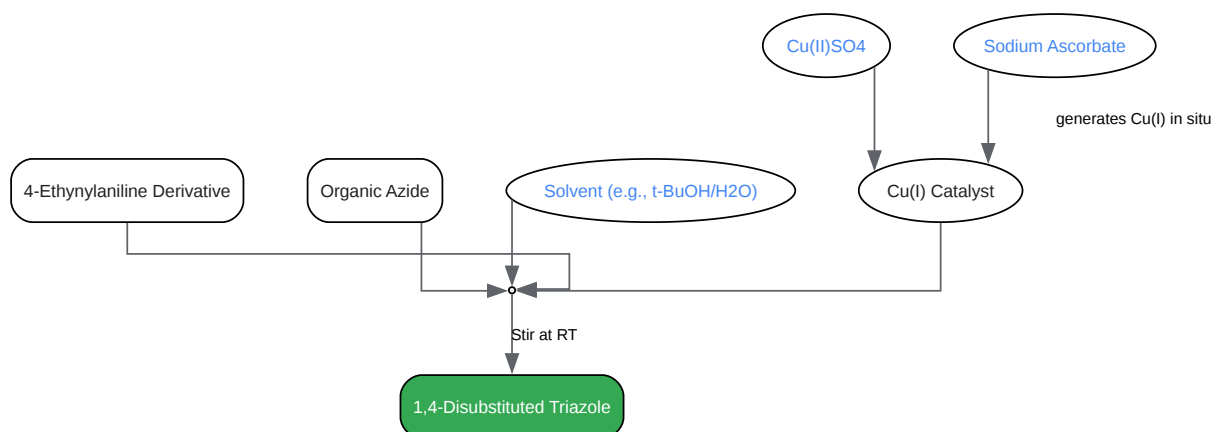 Cu(II)SO4
Sodium Ascorbate
generates Cu(I) in situ
4-Ethynylaniline Derivative
Organic Azide
Solvent (e.g., t-BuOH/H2O)
Cu(I) Catalyst
Stir at RT
1,4-Disubstituted Triazole